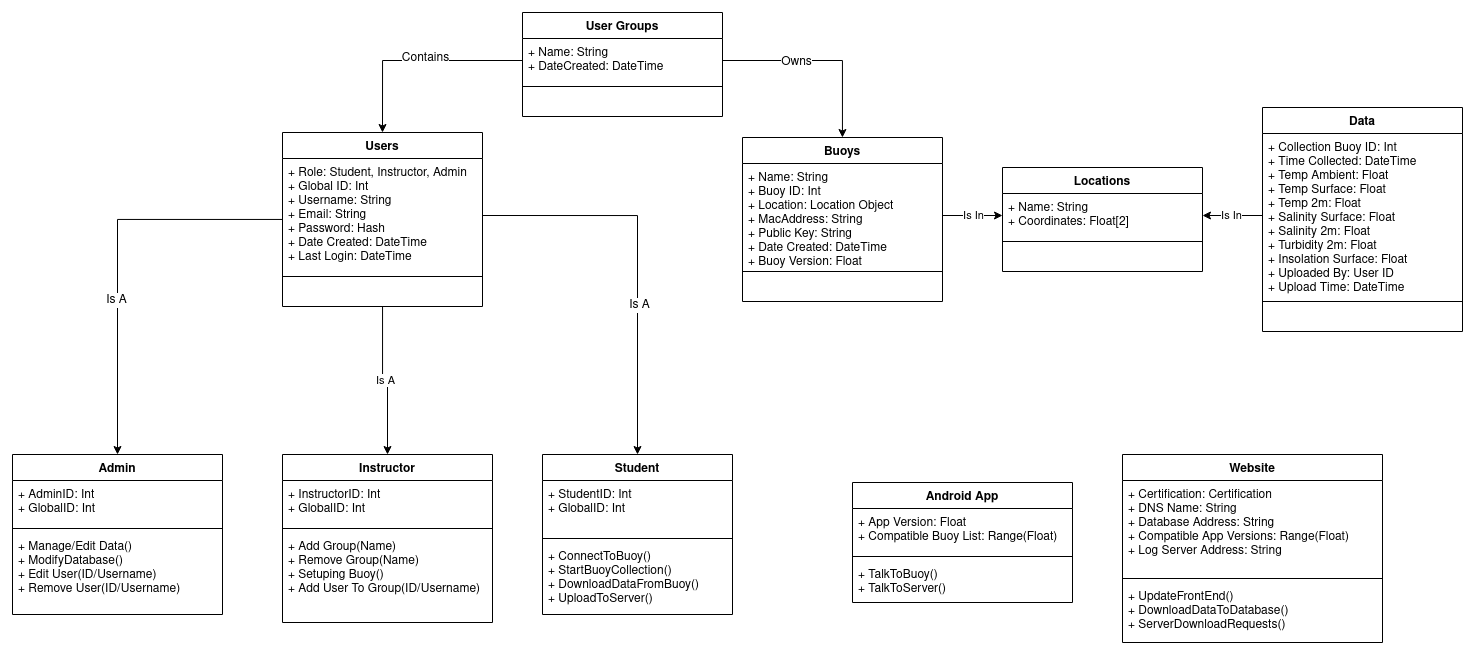 User Groups
+ Name: String
+ DateCreated: DateTime
Contains
Owns
Users
+ Role: Student, Instructor, Admin
+ Global ID: Int
+ Username: String
+ Email: String
+ Password: Hash
+ Date Created: DateTime
+ Last Login: DateTime
Buoys
+ Name: String
+ Buoy ID: Int
+ Location: Location Object
+ MacAddress: String
+ Public Key: String
+ Date Created: DateTime
+ Buoy Version: Float
Is In
Locations
+ Name: String
+ Coordinates: Float[2]
Is In
Data
+ Collection Buoy ID: Int
+ Time Collected: DateTime
+ Temp Ambient: Float
+ Temp Surface: Float
+ Temp 2m: Float
+ Salinity Surface: Float
+ Salinity 2m: Float
+ Turbidity 2m: Float
+ Insolation Surface: Float
+ Uploaded By: User ID
+ Upload Time: DateTime
Is A
Is A
Is A
Admin
+ AdminID: Int
+ GlobalID: Int
+ Manage/Edit Data()
+ ModifyDatabase()
+ Edit User(ID/Username)
+ Remove User(ID/Username)
Instructor
+ InstructorID: Int
+ GlobalID: Int
+ Add Group(Name)
+ Remove Group(Name)
+ Setuping Buoy()
+ Add User To Group(ID/Username)
Student
+ StudentID: Int
+ GlobalID: Int
+ ConnectToBuoy()
+ StartBuoyCollection()
+ DownloadDataFromBuoy()
+ UploadToServer()
Android App
+ App Version: Float
+ Compatible Buoy List: Range(Float)
+ TalkToBuoy()
+ TalkToServer()
Website
+ Certification: Certification
+ DNS Name: String
+ Database Address: String
+ Compatible App Versions: Range(Float)
+ Log Server Address: String
+ UpdateFrontEnd()
+ DownloadDataToDatabase()
+ ServerDownloadRequests()